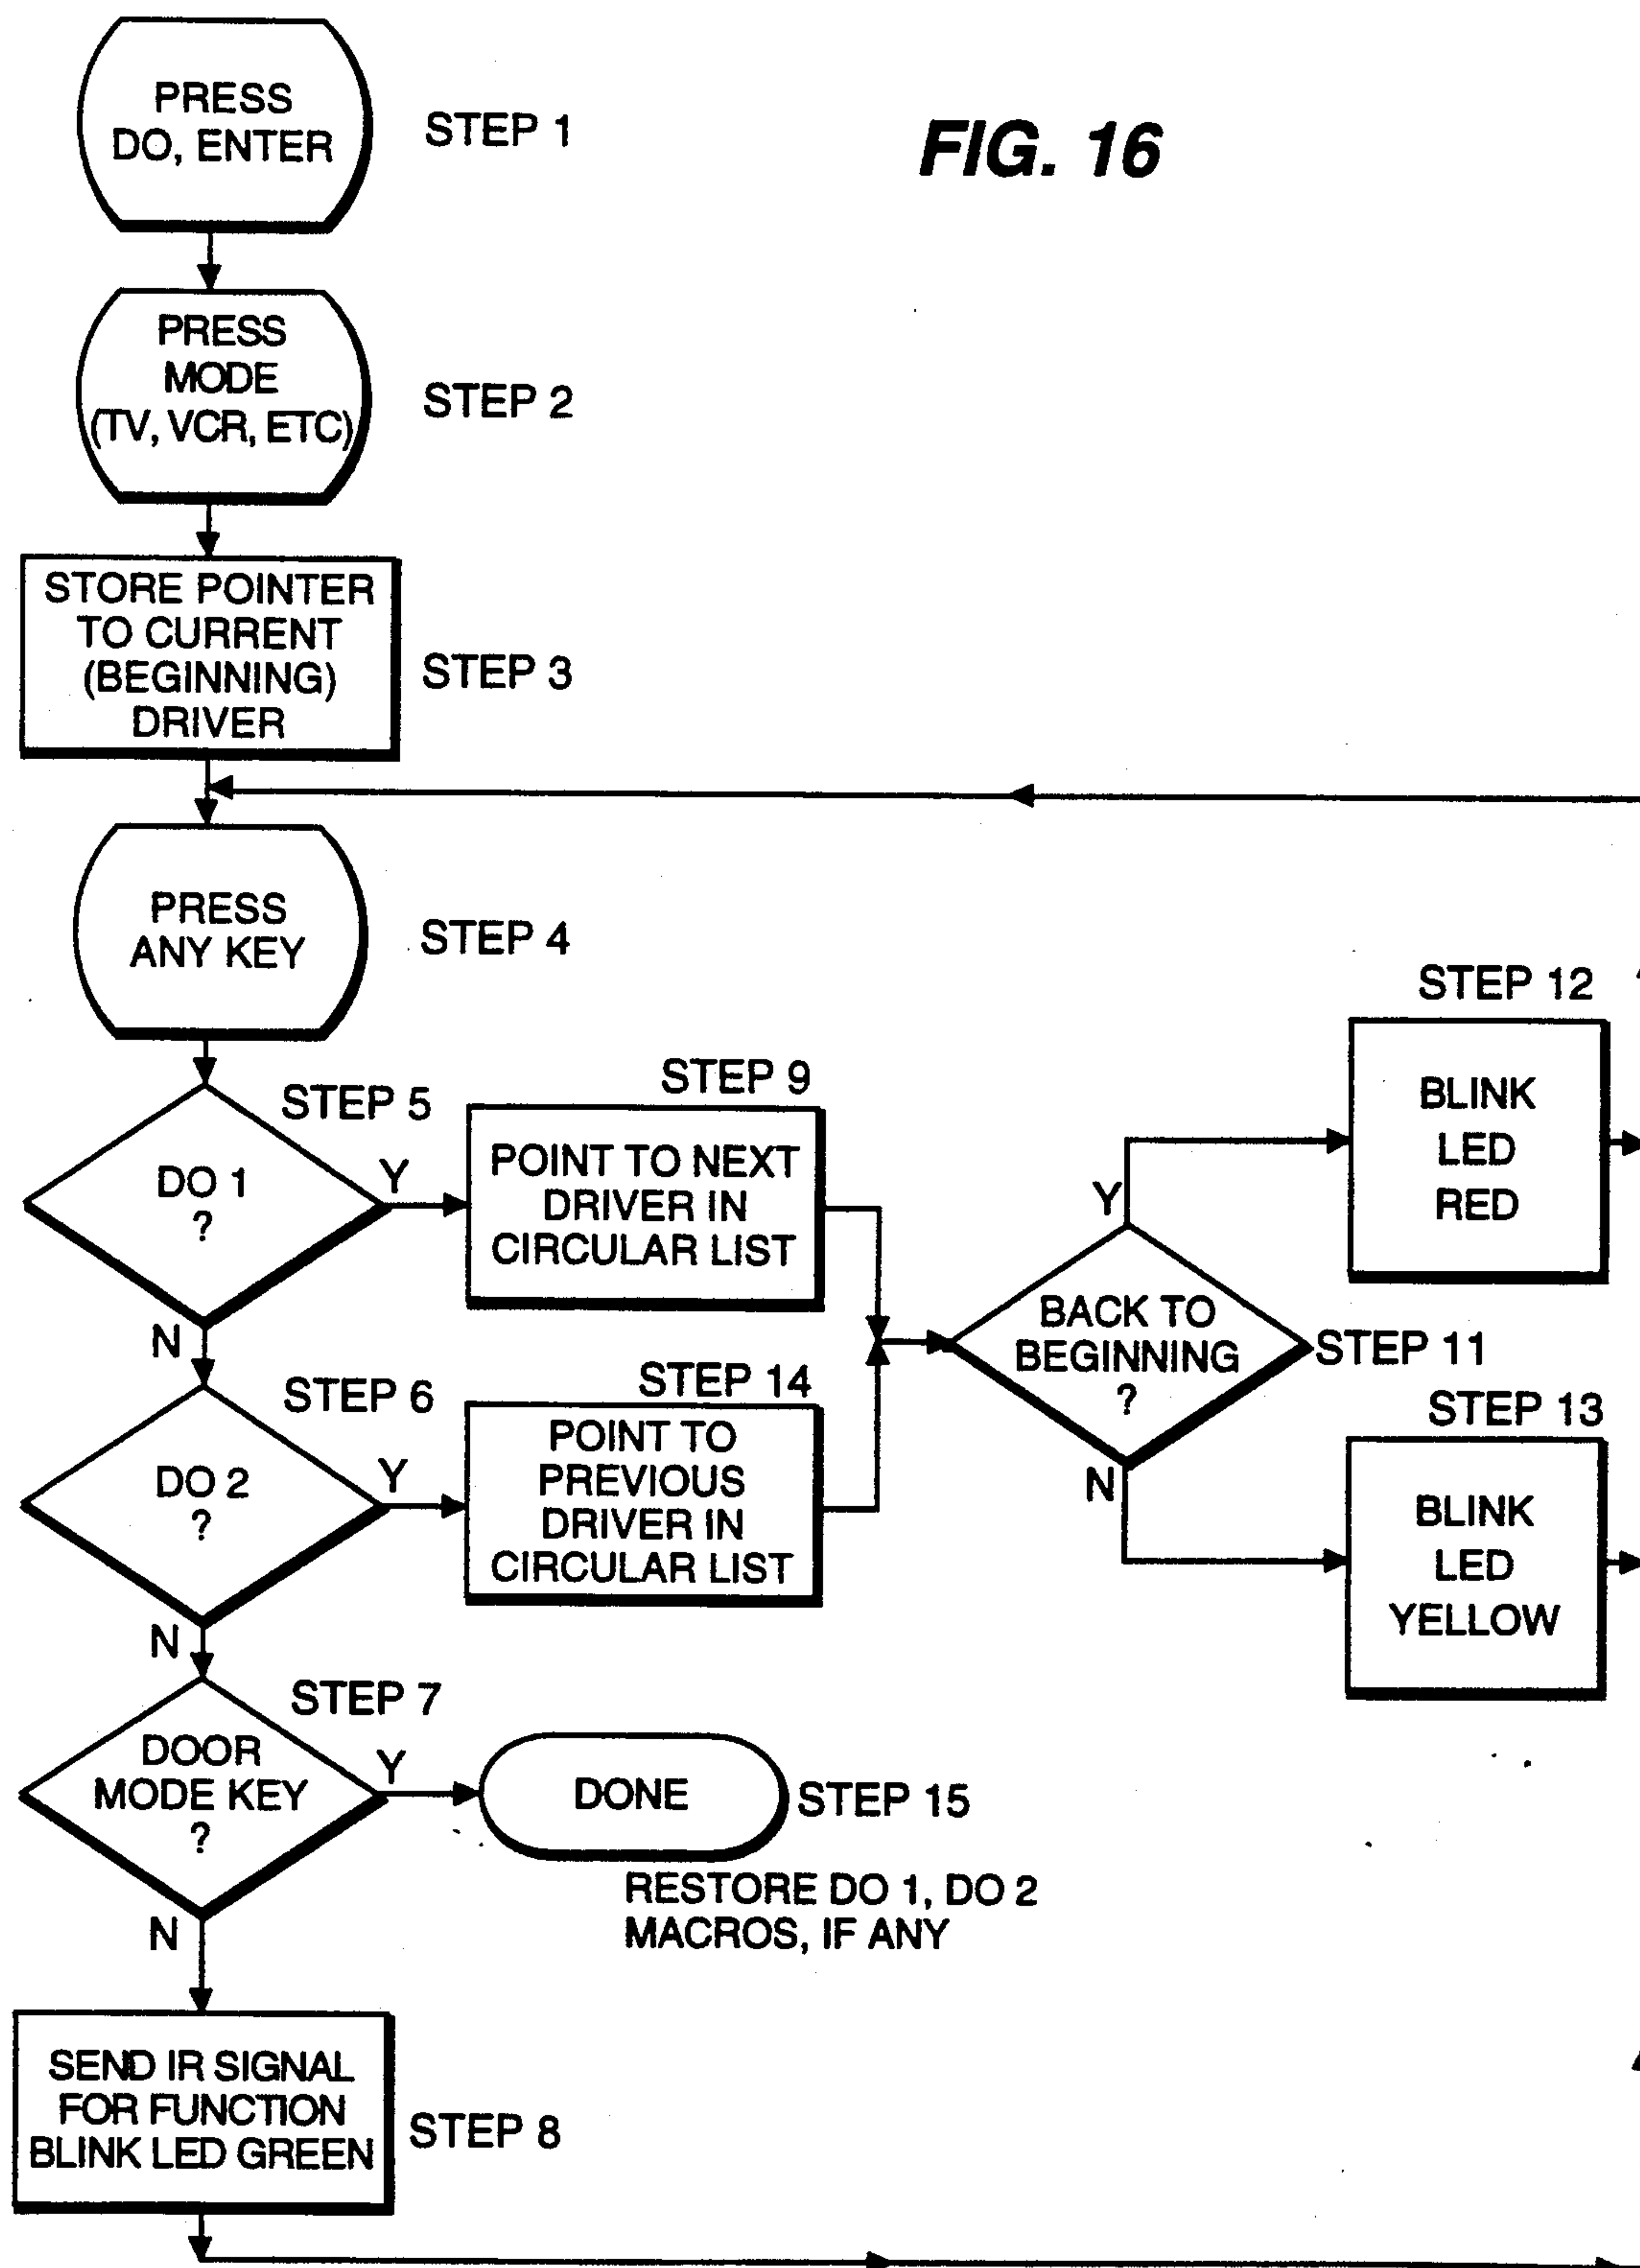 FIG. 16
PRESS
DO, ENTER
STEP 1
PRESS
MODE
(TV, VCR, ETC)
STEP 2
STORE POINTER
TO CURRENT
(BEGINNING)
DRIVER
STEP 3
PRESS
ANY KEY
STEP 4
STEP 5
DO 1
?
Y
N
STEP 9
POINT TO NEXT
DRIVER IN
CIRCULAR LIST
STEP 6
DO 2
?
Y
N
STEP 14
POINT TO
PREVIOUS
DRIVER IN
CIRCULAR LIST
BACK TO
BEGINNING
?
STEP 11
Y
N
STEP 12
BLINK
LED
RED
STEP 13
BLINK
LED
YELLOW
STEP 7
DOOR
MODE KEY
?
Y
N
DONE
STEP 15
RESTORE DO 1, DO 2
MACROS, IF ANY
SEND IR SIGNAL
FOR FUNCTION
BLINK LED GREEN
STEP 8